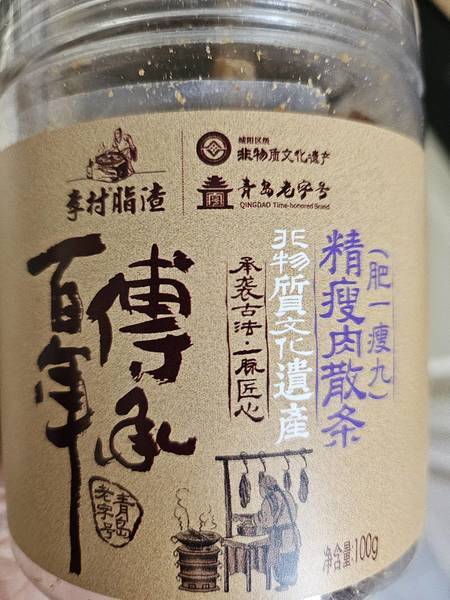 李村脂渣
城阳区级
非物质文化遗产
青岛老字号
QINGDAO Time-honored Brand
百年
傳承
青岛
老字号
承袭古法·一脉匠心
非物质文化遺產
精瘦肉散条
(肥一瘦九)
净含量:100g